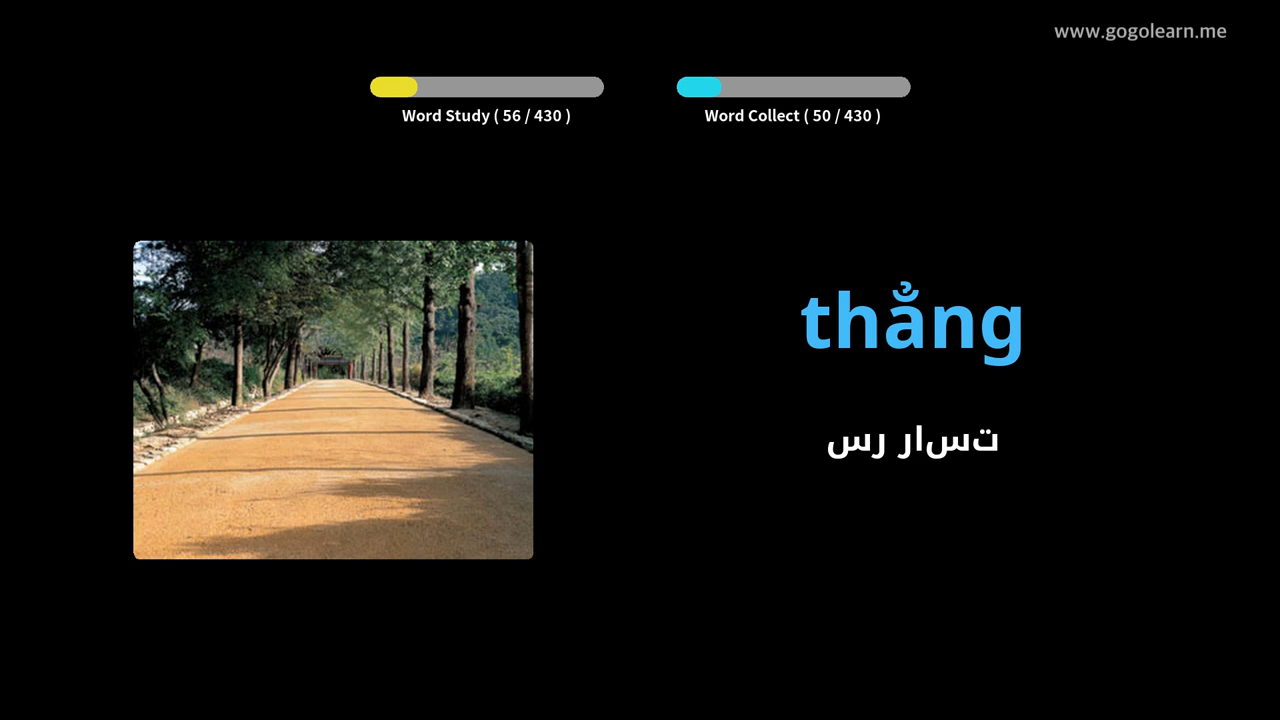 www.gogolearn.me
Word Study ( 56 / 430 )
Word Collect ( 50 / 430 )
thẳng
تسار رس